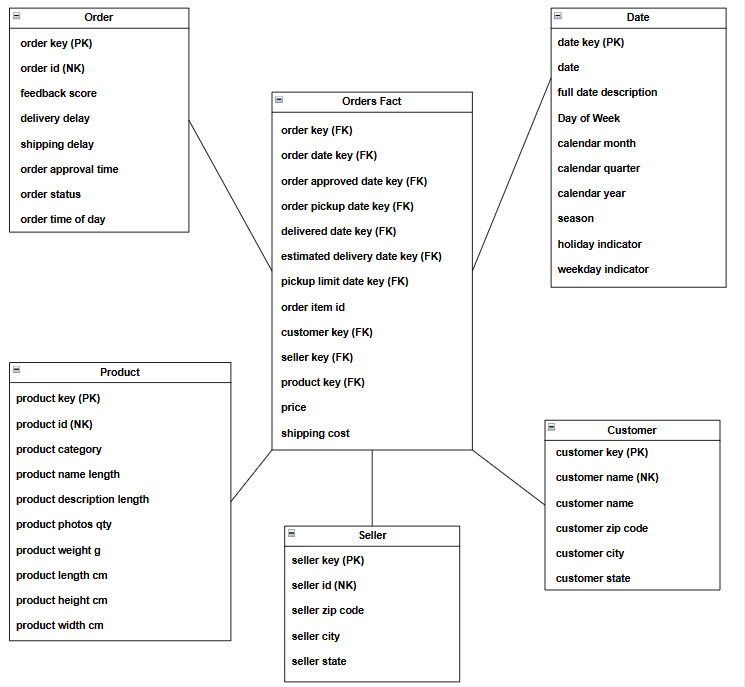 Order
order key (PK)
order id (NK)
feedback score
delivery delay
shipping delay
order approval time
order status
order time of day
Orders Fact
order key (FK)
order date key (FK)
order approved date key (FK)
order pickup date key (FK)
delivered date key (FK)
estimated delivery date key (FK)
pickup limit date key (FK)
order item id
customer key (FK)
seller key (FK)
product key (FK)
price
shipping cost
Date
date key (PK)
date
full date description
Day of Week
calendar month
calendar quarter
calendar year
season
holiday indicator
weekday indicator
Product
product key (PK)
product id (NK)
product category
product name length
product description length
product photos qty
product weight g
product length cm
product height cm
product width cm
Seller
seller key (PK)
seller id (NK)
seller zip code
seller city
seller state
Customer
customer key (PK)
customer name (NK)
customer name
customer zip code
customer city
customer state